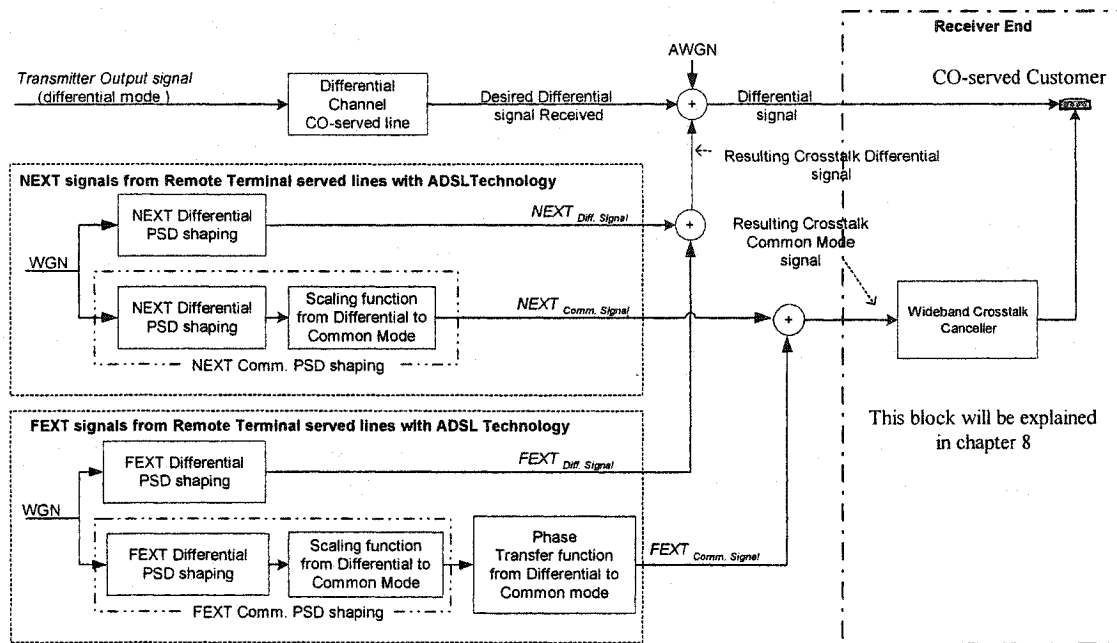 Receiver End
AWGN
Transmitter Output signal
(differential mode )
Differential
Channel
CO-served line
Desired Differential
signal Received
+
Differential
signal
CO-served Customer
Resulting Crosstalk Differential
signal
NEXT signals from Remote Terminal served lines with ADSLTechnology
NEXT Differential
PSD shaping
NEXT Diff. Signal
+
Resulting Crosstalk
Common Mode
signal
WGN
NEXT Differential
PSD shaping
Scaling function
from Differential to
Common Mode
NEXT Comm. Signal
+
Wideband Crosstalk
Canceller
NEXT Comm. PSD shaping
FEXT signals from Remote Terminal served lines with ADSL Technology
This block will be explained
in chapter 8
FEXT Differential
PSD shaping
FEXT Diff. Signal
WGN
FEXT Differential
PSD shaping
Scaling function
from Differential to
Common Mode
Phase
Transfer function
from Differential to
Common mode
FEXT Comm. Signal
FEXT Comm. PSD shaping